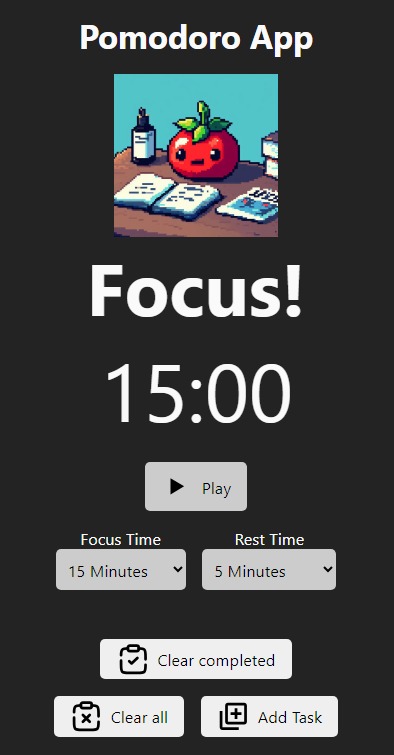 Pomodoro App
Focus!
15:00
Play
Focus Time Rest Time
15 Minutes 5 Minutes
Clear completed
Clear all Add Task